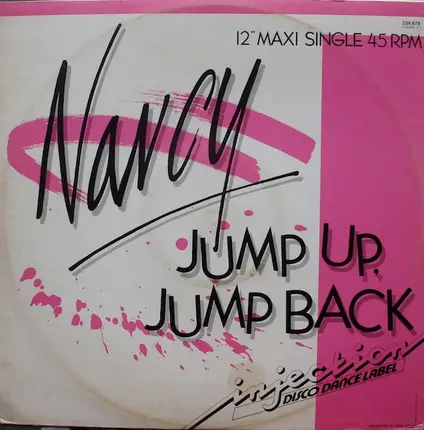 12" MAXI SINGLE 45 RPM
Nancy
JUMP UP,
JUMP BACK
injection
DISCO DANCE LABEL